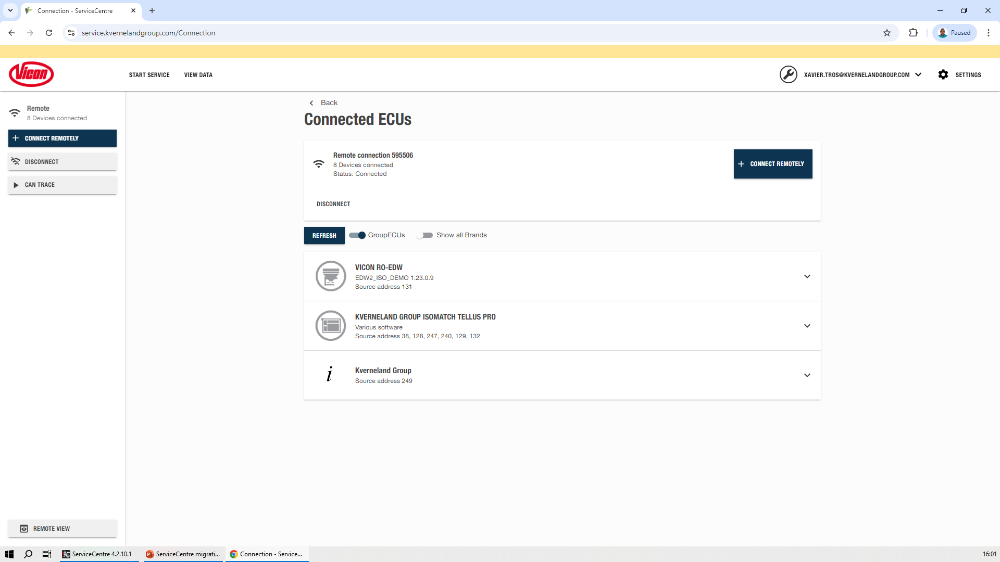 Connection - ServiceCentre
service.kvernelandgroup.com/Connection
Paused
Vicon
START SERVICE
VIEW DATA
XAVIER.TROS@KVERNELANDGROUP.COM
SETTINGS
Remote
8 Devices connected
CONNECT REMOTELY
DISCONNECT
CAN TRACE
Back
Connected ECUs
Remote connection 595506
8 Devices connected
Status: Connected
CONNECT REMOTELY
DISCONNECT
REFRESH
GroupECUs
Show all Brands
VICON RO-EDW
EDW2_ISO_DEMO 1.23.0.9
Source address 131
KVERNELAND GROUP ISOMATCH TELLUS PRO
Various software
Source address 38, 128, 247, 240, 129, 132
i
Kverneland Group
Source address 249
REMOTE VIEW
ServiceCentre 4.2.10.1
ServiceCentre migrati...
Connection - Service...
16:01